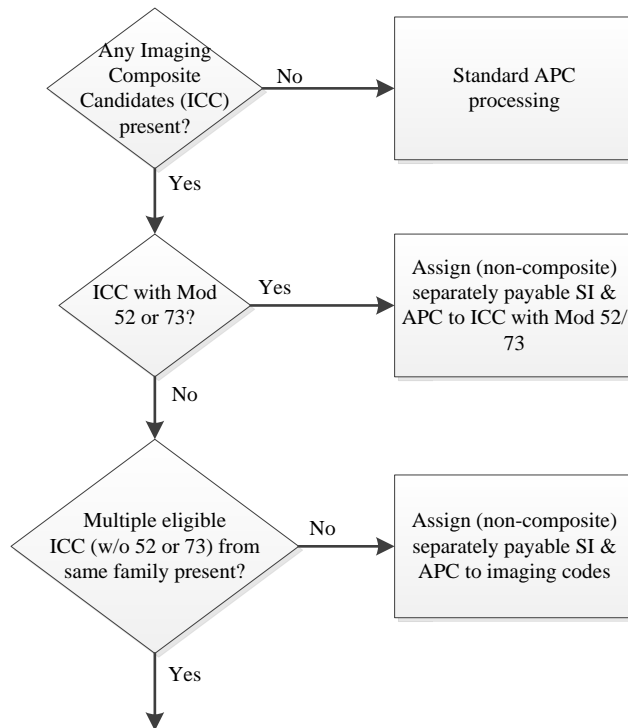 Any Imaging
Composite
Candidates (ICC)
present?
No
Standard APC
processing
Yes
ICC with Mod
52 or 73?
Yes
Assign (non-composite)
separately payable SI &
APC to ICC with Mod 52/
73
No
Multiple eligible
ICC (w/o 52 or 73) from
same family present?
No
Assign (non-composite)
separately payable SI &
APC to imaging codes
Yes